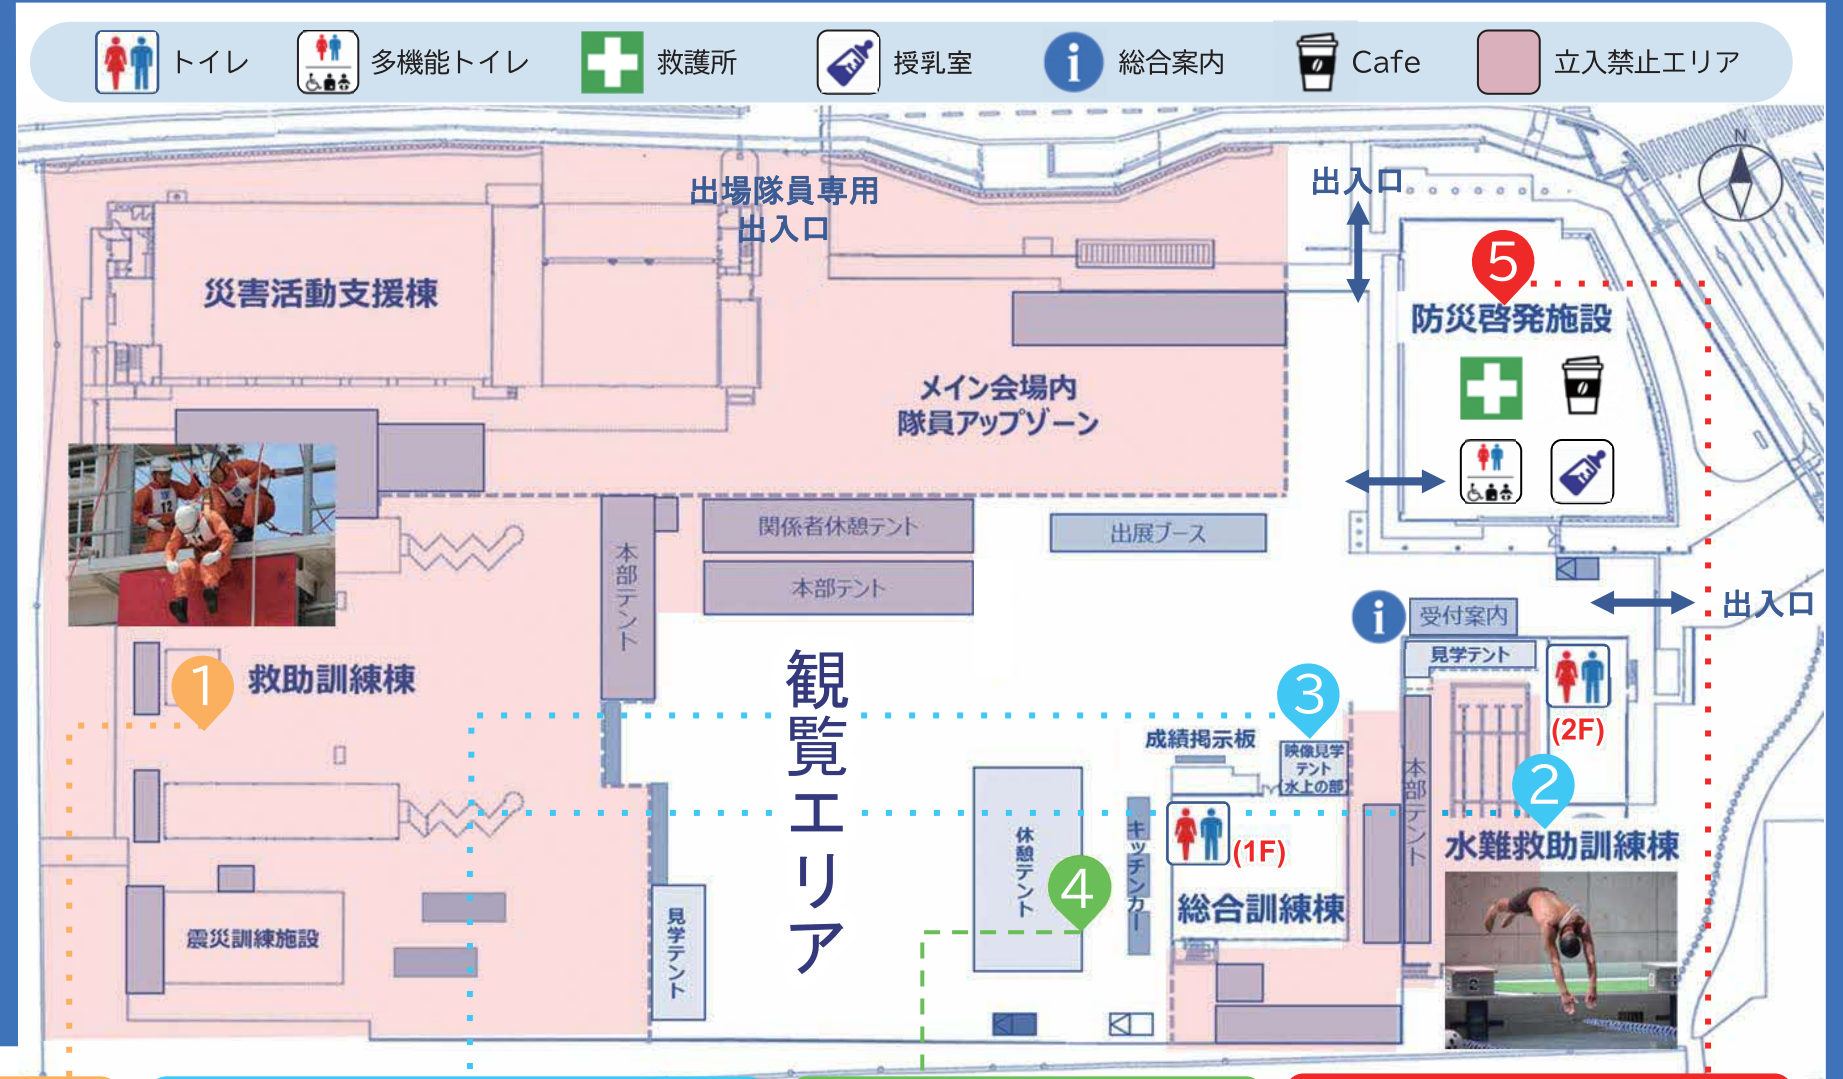 トイレ
多機能トイレ
救護所
授乳室
i
総合案内
Cafe
立入禁止エリア
N
出場隊員専用
出入口
出入口
5
災害活動支援棟
防災啓発施設
メイン会場内
隊員アップゾーン
関係者休憩テント
出展ブース
本部テント
本部テント
i
受付案内
出入口
見学テント
1
救助訓練棟
観覧エリア
3
(2F)
成績掲示板
映像見学
テント
(水上の部)
本部テント
2
水難救助訓練棟
休憩テント
4
キッチンカー
(1F)
総合訓練棟
震災訓練施設
見学テント